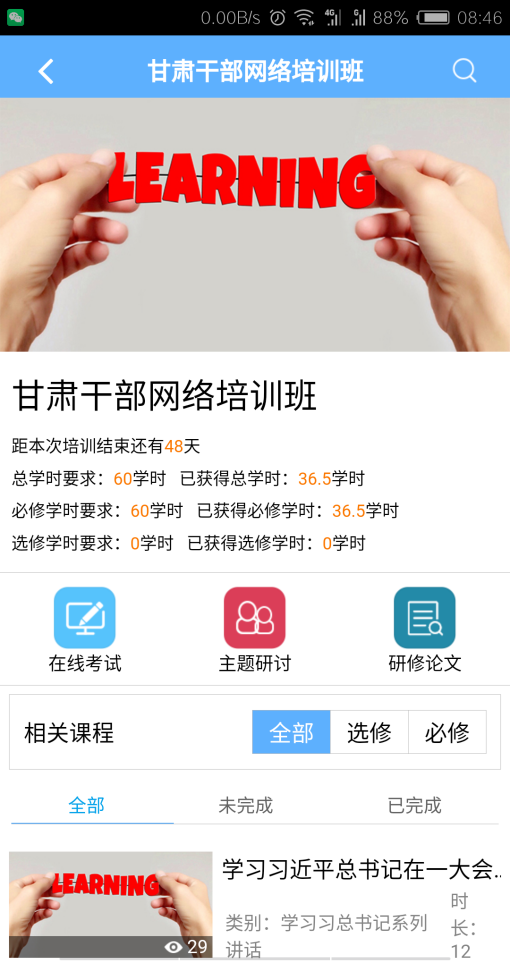 0.00B/s 4G G 88% 08:46
甘肃干部网络培训班
LEARNING
甘肃干部网络培训班
距本次培训结束还有48天
总学时要求：60学时 已获得总学时：36.5学时
必修学时要求：60学时 已获得必修学时：36.5学时
选修学时要求：0学时 已获得选修学时：0学时
在线考试 主题研讨 研修论文
相关课程 全部 选修 必修
全部 未完成 已完成
LEARNING
29
学习习近平总书记在一大会..
类别：学习习总书记系列
讲话
时
长：
12